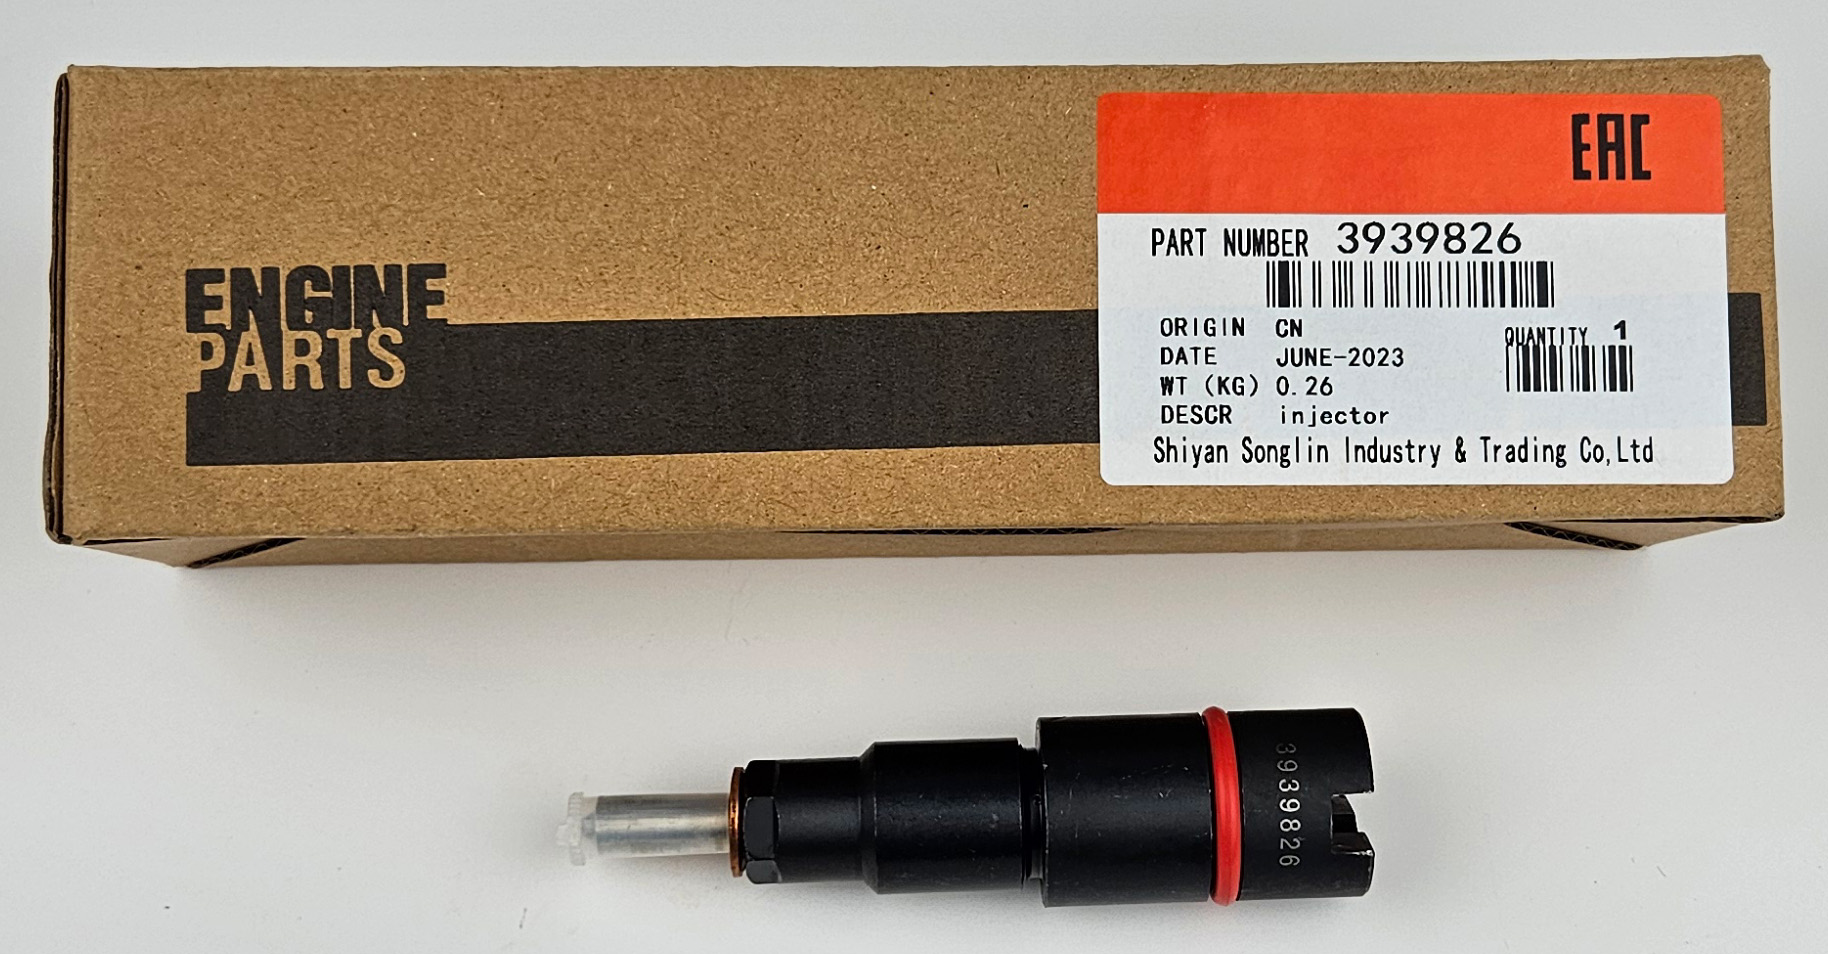 ENGINE
PARTS
EAC
PART NUMBER 3939826
ORIGIN CN
QUANTITY 1
DATE JUNE-2023
WT (KG) 0.26
DESCR injector
Shiyan Songlin Industry & Trading Co,Ltd
3939826